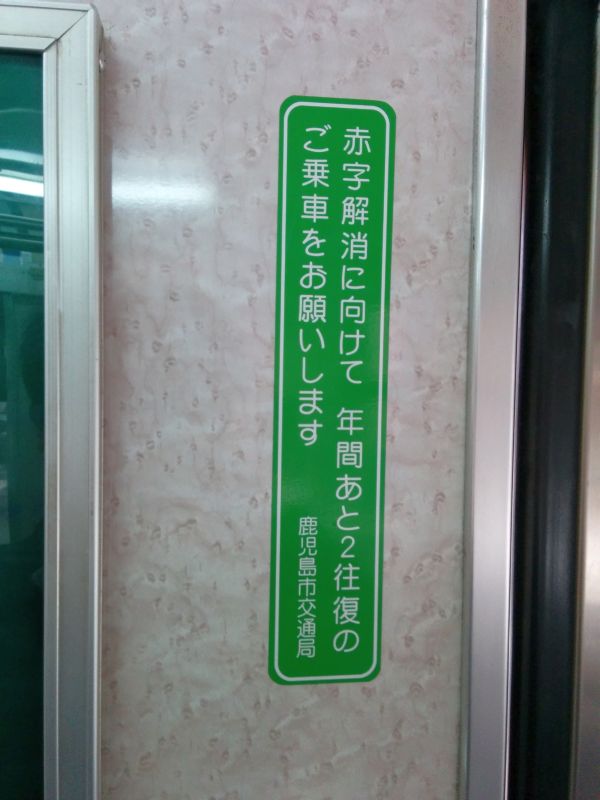 赤字解消に向けて 年間あと2往復の
ご乗車をお願いします
鹿児島市交通局